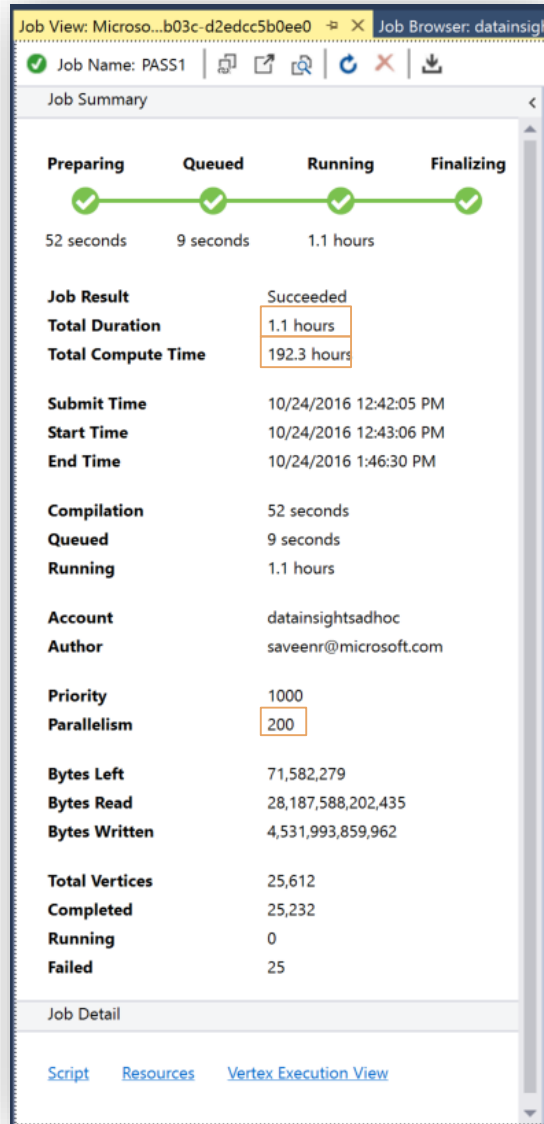 Job View: Microso...b03c-d2edcc5b0ee0 Job Browser: datainsigh
Job Name: PASS1
Job Summary
Preparing Queued Running Finalizing
52 seconds 9 seconds 1.1 hours
Job Result Succeeded
Total Duration 1.1 hours
Total Compute Time 192.3 hours
Submit Time 10/24/2016 12:42:05 PM
Start Time 10/24/2016 12:43:06 PM
End Time 10/24/2016 1:46:30 PM
Compilation 52 seconds
Queued 9 seconds
Running 1.1 hours
Account datainsightsadhoc
Author saveenr@microsoft.com
Priority 1000
Parallelism 200
Bytes Left 71,582,279
Bytes Read 28,187,588,202,435
Bytes Written 4,531,993,859,962
Total Vertices 25,612
Completed 25,232
Running 0
Failed 25
Job Detail
Script Resources Vertex Execution View